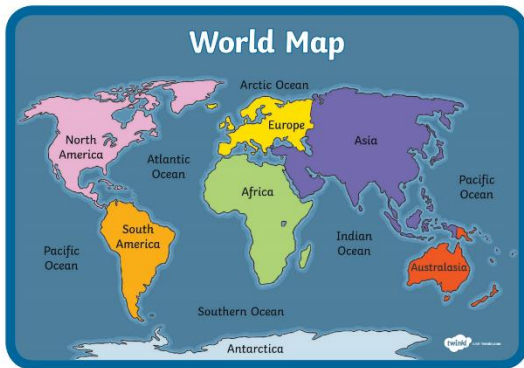 World Map
Arctic Ocean
North
America
Europe
Asia
Atlantic
Ocean
Pacific
Ocean
Africa
South
America
Pacific
Ocean
Indian
Ocean
Australasia
Southern Ocean
Antarctica
twinkl